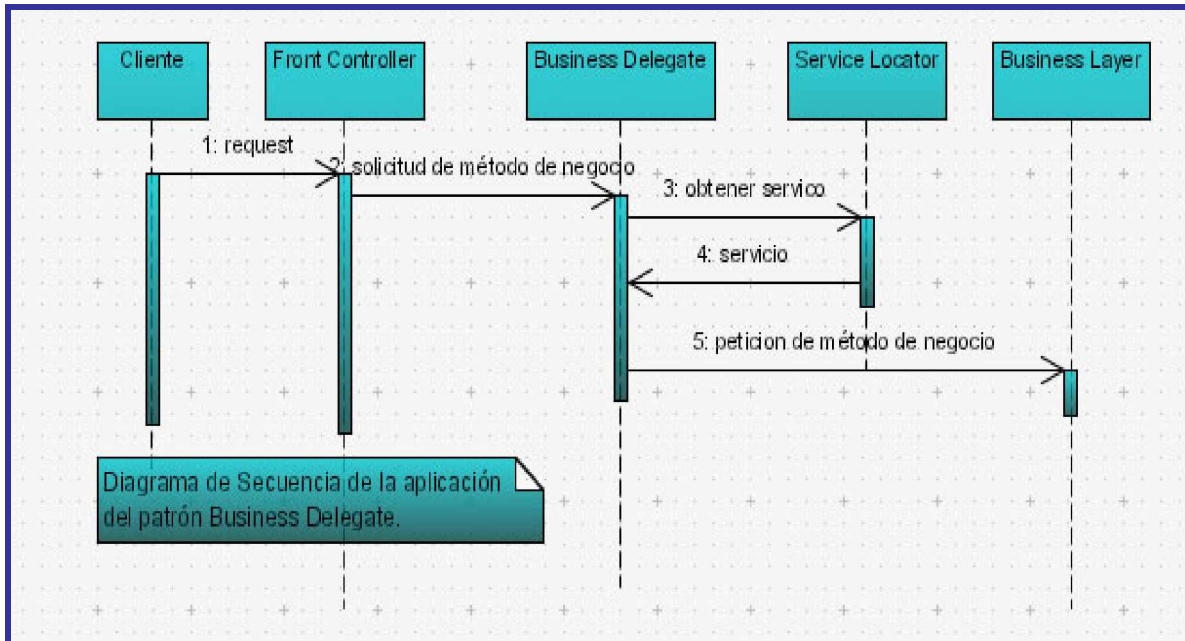 Cliente
Front Controller
Business Delegate
Service Locator
Business Layer
1: request
2: solicitud de método de negocio
3: obtener servico
4: servicio
5: peticion de método de negocio
Diagrama de Secuencia de la aplicación
del patrón Business Delegate.